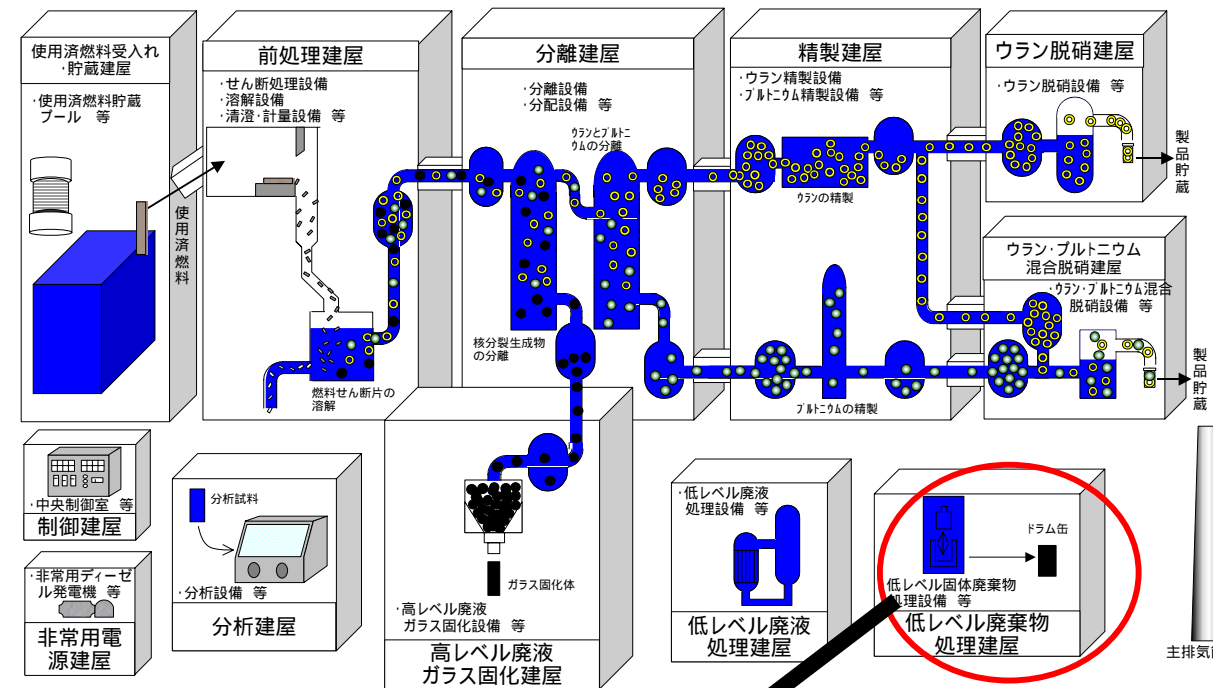 使用済燃料受入れ
・貯蔵建屋
・使用済燃料貯蔵
プール 等
使用済燃料
前処理建屋
・せん断処理設備
・溶解設備
・清澄・計量設備 等
燃料せん断片の
溶解
分離建屋
・分離設備
・分配設備 等
ウランとプルトニ
ウムの分離
核分裂生成物
の分離
精製建屋
・ウラン精製設備
・プルトニウム精製設備 等
ウランの精製
プルトニウムの精製
ウラン脱硝建屋
・ウラン脱硝設備 等
製品貯蔵
ウラン・プルトニウム
混合脱硝建屋
・ウラン・プルトニウム混合
脱硝設備 等
製品貯蔵
・中央制御室 等
制御建屋
・非常用ディーゼ
ル発電機 等
非常用電
源建屋
分析試料
・分析設備 等
分析建屋
ガラス固化体
・高レベル廃液
ガラス固化設備 等
高レベル廃液
ガラス固化建屋
・低レベル廃液
処理設備 等
低レベル廃液
処理建屋
ドラム缶
低レベル固体廃棄物
処理設備 等
低レベル廃棄物
処理建屋
主排気